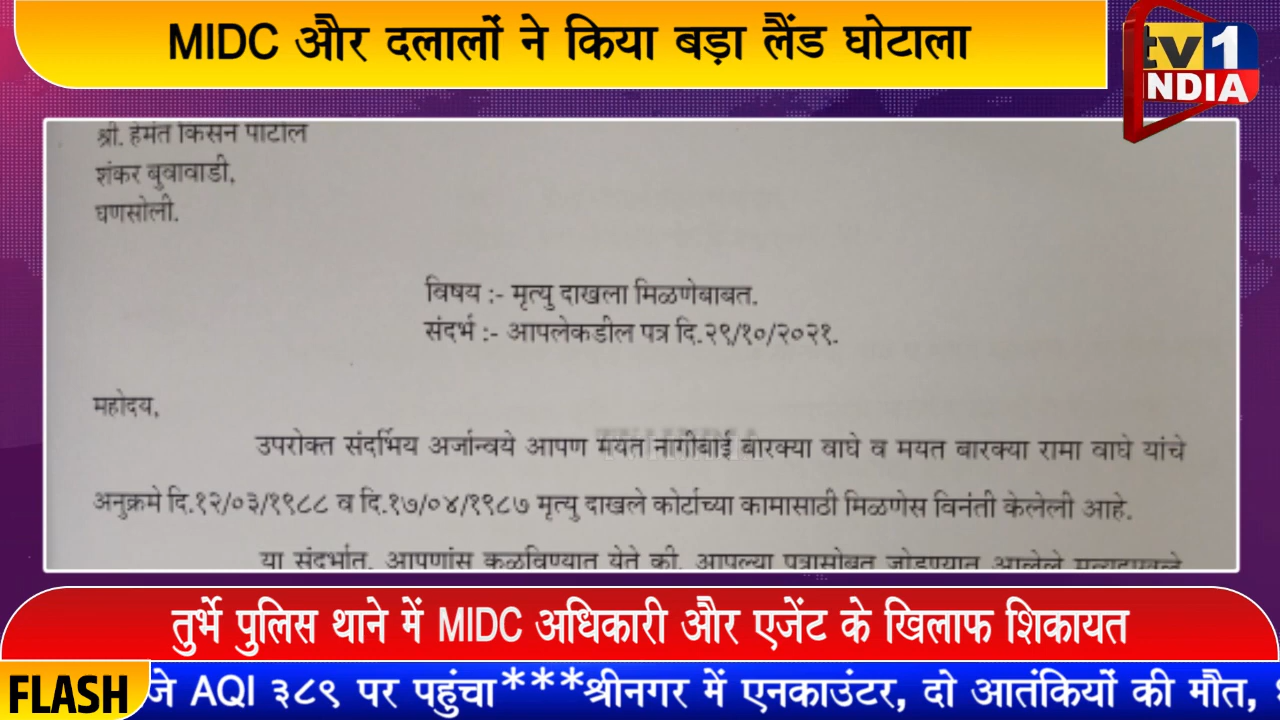 MIDC और दलालों ने किया बड़ा लैंड घोटाला
tv1
INDIA
श्री. हेमंत किसन पाटील
शंकर बुवावाडी,
घणसोली.
विषय :- मृत्यु दाखला मिळणेबाबत.
संदर्भ :- आपलेकडील पत्र दि.२९/१०/२०२१.
महोदय,
उपरोक्त संदर्भिय अर्जान्वये आपण मयत नागीबाई बारक्या वाघे व मयत बारक्या रामा वाघे यांचे
अनुक्रमे दि.१२/०३/१९८८ व दि.१७/०४/१९८७ मृत्यु दाखले कोर्टाच्या कामासाठी मिळणेस विनंती केलेली आहे.
या संदर्भात, आपणांस कळविण्यात येते की, आपल्या पत्रासोबत जोडण्यात आलेले मृत्यूदाखले
तुर्भे पुलिस थाने में MIDC अधिकारी और एजेंट के खिलाफ शिकायत
FLASH
जे AQI ३८९ पर पहुंचा***श्रीनगर में एनकाउंटर, दो आतंकियों की मौत,